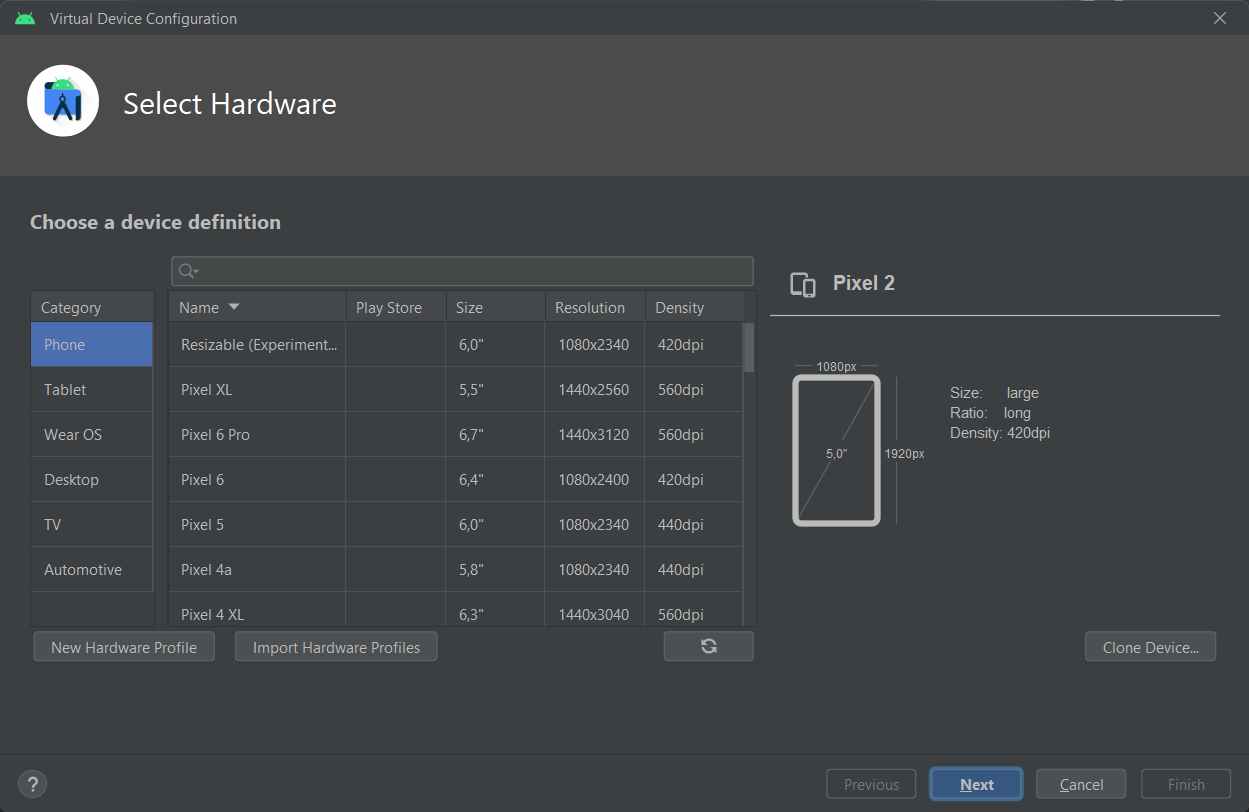 Virtual Device Configuration
Select Hardware
Choose a device definition
Category
Phone
Tablet
Wear OS
Desktop
TV
Automotive
Name Play Store Size Resolution Density
Resizable (Experiment... 6,0" 1080x2340 420dpi
Pixel XL 5,5" 1440x2560 560dpi
Pixel 6 Pro 6,7" 1440x3120 560dpi
Pixel 6 6,4" 1080x2400 420dpi
Pixel 5 6,0" 1080x2340 440dpi
Pixel 4a 5,8" 1080x2340 440dpi
Pixel 4 XL 6,3" 1440x3040 560dpi
Pixel 2
1080px
5,0"
1920px
Size: large
Ratio: long
Density: 420dpi
New Hardware Profile Import Hardware Profiles Clone Device...
? Previous Next Cancel Finish